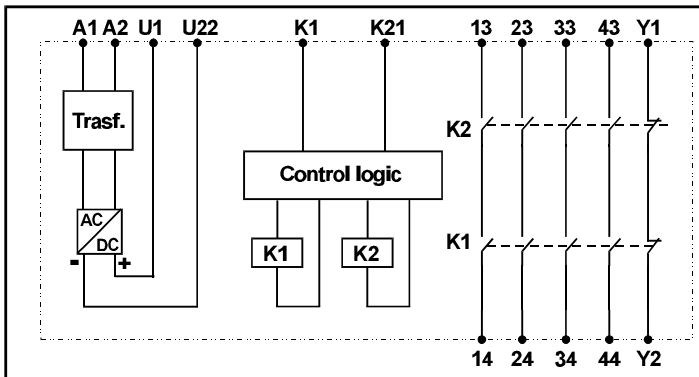 A1 A2 U1 U22 K1 K21 13 23 33 43 Y1
Trasf.
K2
Control logic
AC
DC
- +
K1 K2
K1
14 24 34 44 Y2